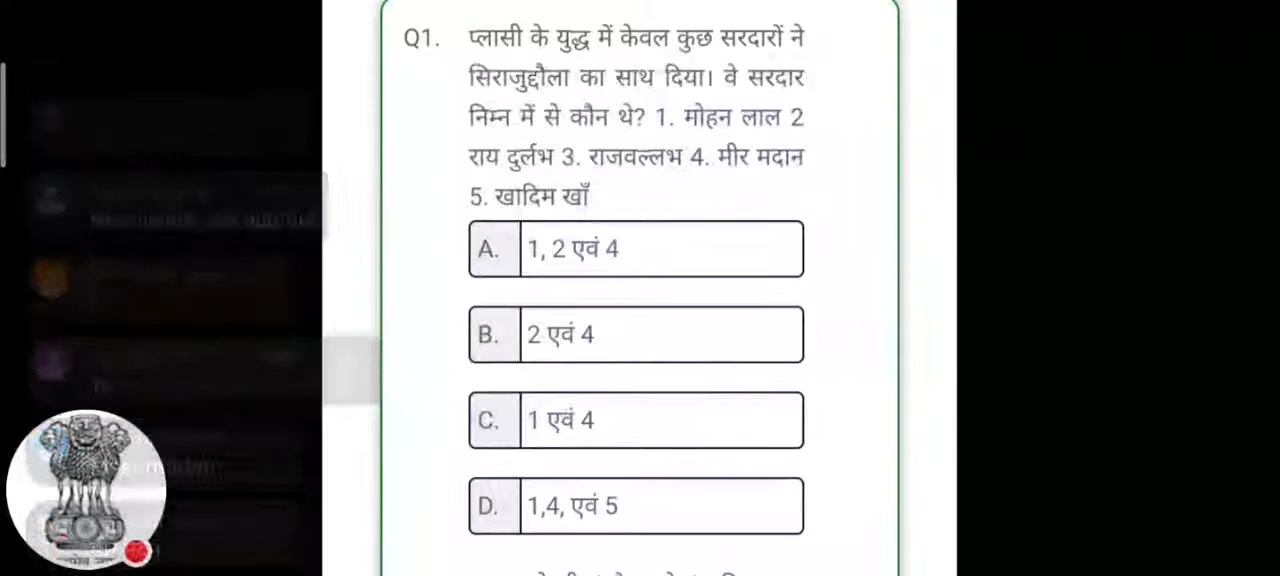 Q1. प्लासी के युद्ध में केवल कुछ सरदारों ने
सिराजुद्दौला का साथ दिया। वे सरदार
निम्न में से कौन थे? 1. मोहन लाल 2
राय दुर्लभ 3. राजवल्लभ 4. मीर मदान
5. खादिम खाँ
A. 1, 2 एवं 4
B. 2 एवं 4
C. 1 एवं 4
D. 1,4, एवं 5